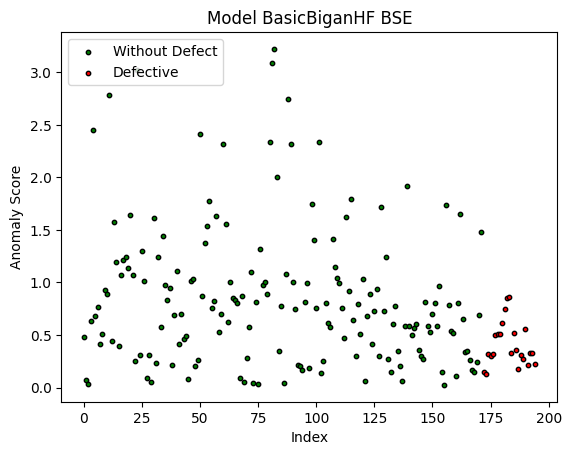 Model BasicBiganHF BSE
Without Defect
Defective
Anomaly Score
3.0
2.5
2.0
1.5
1.0
0.5
0.0
0 25 50 75 100 125 150 175 200
Index